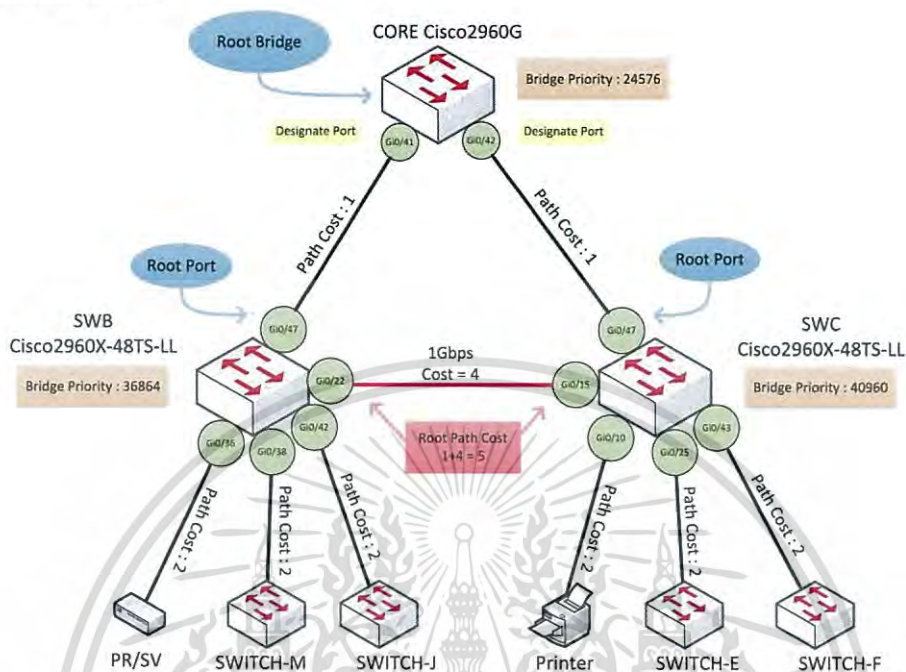 CORE Cisco2960G
Root Bridge
Bridge Priority : 24576
Designate Port
Gi0/41
Gi0/42
Designate Port
Path Cost : 1
Path Cost : 1
Root Port
Root Port
SWB
Cisco2960X-48TS-LL
Bridge Priority : 36864
Gi0/47
Gi0/47
SWC
Cisco2960X-48TS-LL
Bridge Priority : 40960
1Gbps
Cost = 4
Gi0/22
Gi0/15
Gi0/36
Gi0/38
Gi0/42
Root Path Cost
1+4 = 5
Gi0/10
Gi0/25
Gi0/43
Path Cost : 2
Path Cost : 2
Path Cost : 2
Path Cost : 2
Path Cost : 2
Path Cost : 2
PR/SV
SWITCH-M
SWITCH-J
Printer
SWITCH-E
SWITCH-F